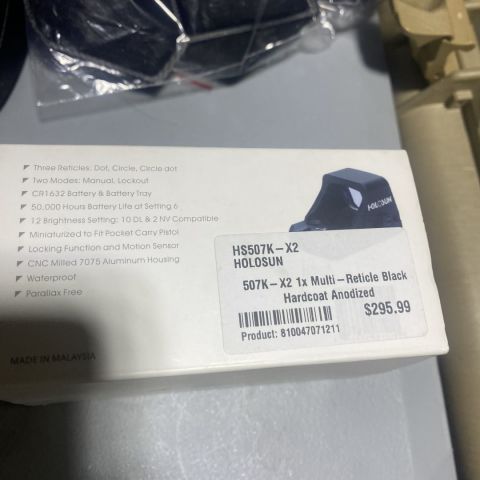 Three Reticles: Dot, Circle, Circle dot
Two Modes: Manual, Lockout
CR1632 Battery & Battery Tray
50,000 Hours Battery Life at Setting 6
12 Brightness Setting: 10 DL & 2 NV Compatible
Miniaturized to Fit Pocket Carry Pistol
Locking Function and Motion Sensor
CNC Milled 7075 Aluminum Housing
Waterproof
Parallax Free
MADE IN MALAYSIA
HOLOSUN
HS507K-X2
HOLOSUN
507K-X2 1x Multi-Reticle Black
Hardcoat Anodized
$295.99
Product: 810047071211